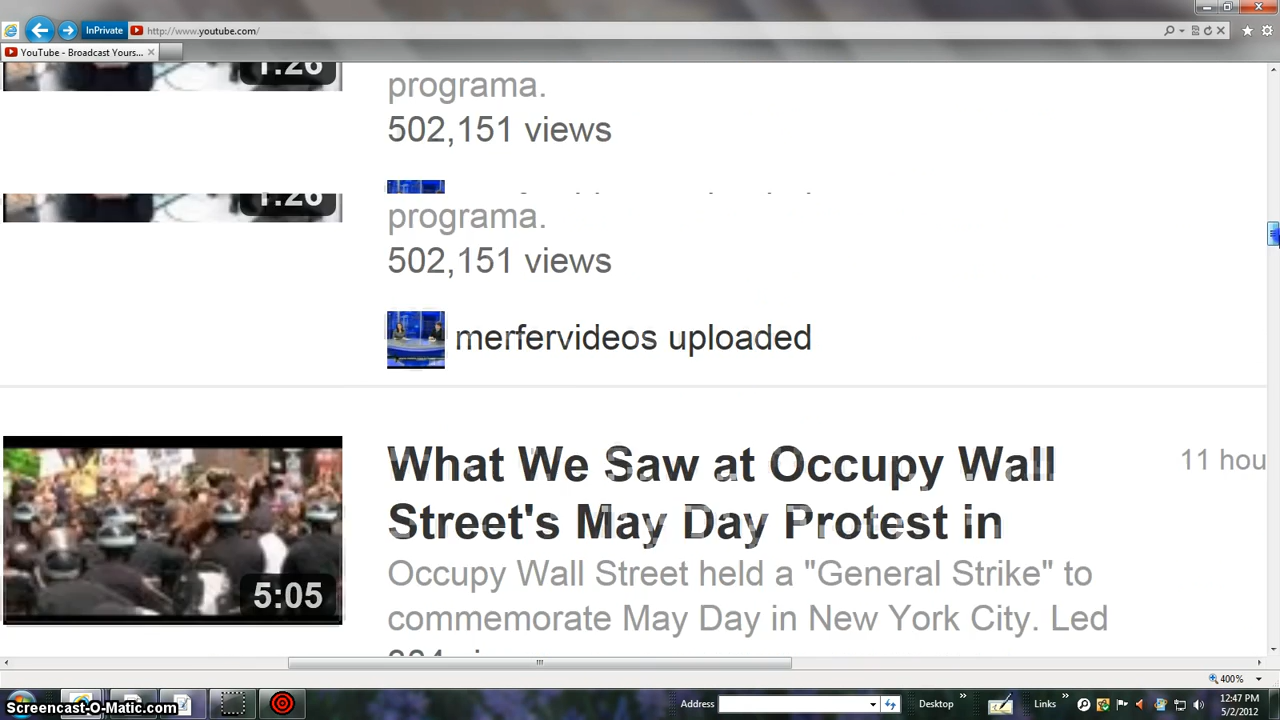 InPrivate
http://www.youtube.com/
YouTube - Broadcast Yours...
1:26
programa.
502,151 views
1:26
programa.
502,151 views
merfervideos uploaded
What We Saw at Occupy Wall
11 hou
Street's May Day Protest in
Occupy Wall Street held a "General Strike" to
5:05
commemorate May Day in New York City. Led
400%
Screencast-O-Matic.com
Address
Desktop
Links
12:47 PM
5/2/2012